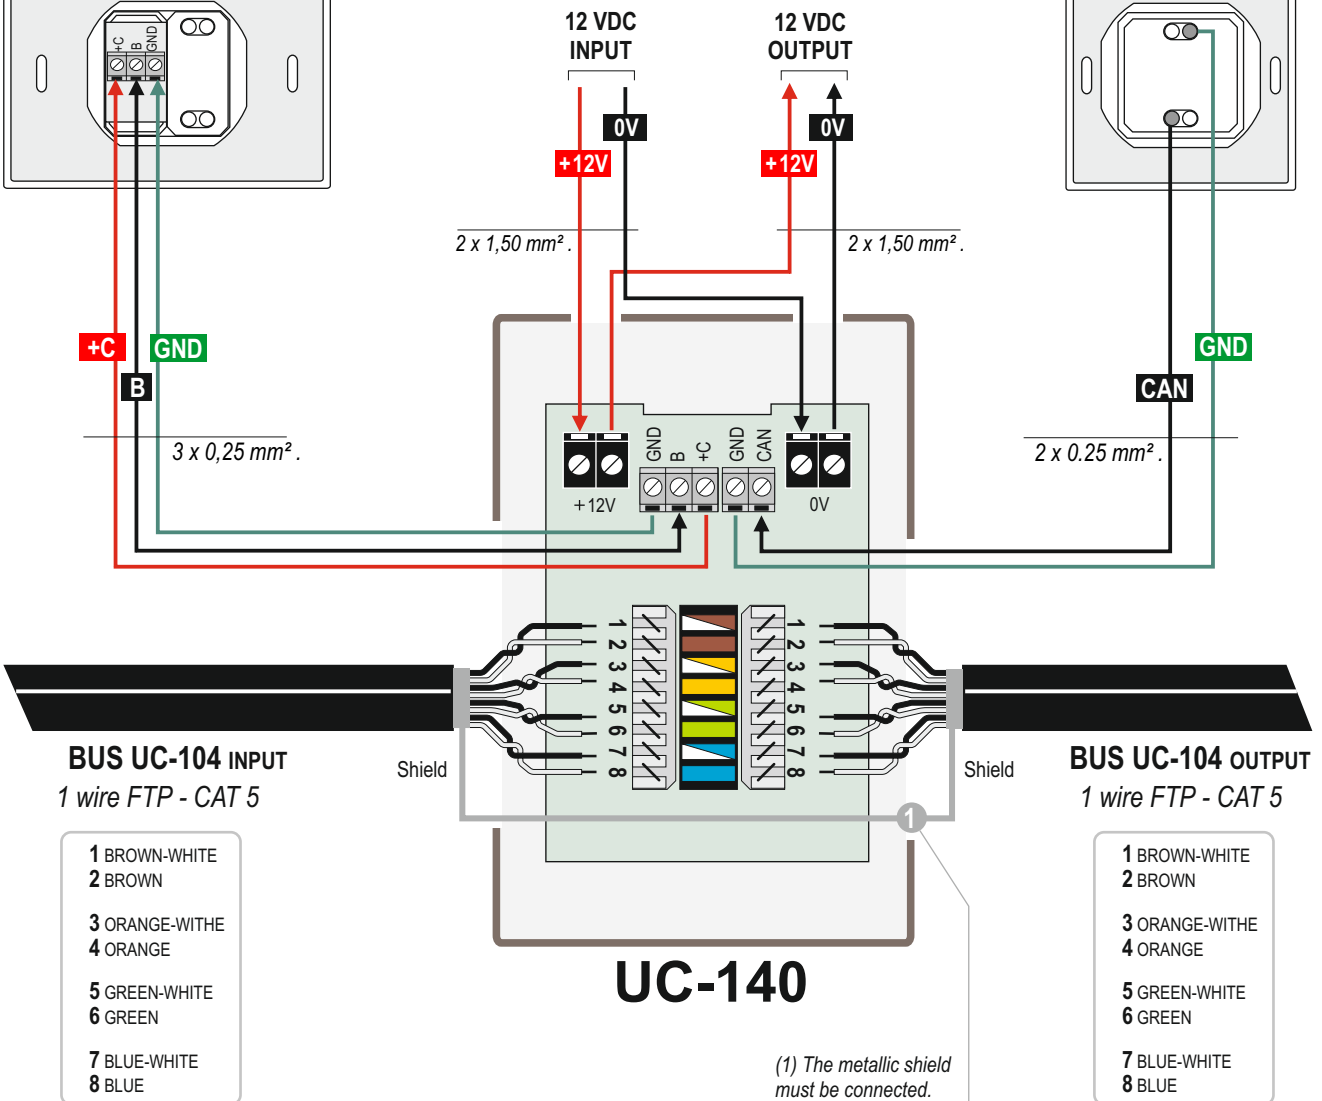 12 VDC
INPUT
12 VDC
OUTPUT
+C
B
GND
0V
+12V
0V
+12V
2 x 1,50 mm² .
2 x 1,50 mm² .
+C
GND
B
GND
CAN
3 x 0,25 mm² .
2 x 0.25 mm² .
GND
B
+C
GND
CAN
+12V
0V
1
2
3
4
5
6
7
8
1
2
3
4
5
6
7
8
BUS UC-104 INPUT
1 wire FTP - CAT 5
Shield
Shield
BUS UC-104 OUTPUT
1 wire FTP - CAT 5
1
1 BROWN-WHITE
2 BROWN
3 ORANGE-WITHE
4 ORANGE
5 GREEN-WHITE
6 GREEN
7 BLUE-WHITE
8 BLUE
UC-140
1 BROWN-WHITE
2 BROWN
3 ORANGE-WITHE
4 ORANGE
5 GREEN-WHITE
6 GREEN
7 BLUE-WHITE
8 BLUE
(1) The metallic shield
must be connected.